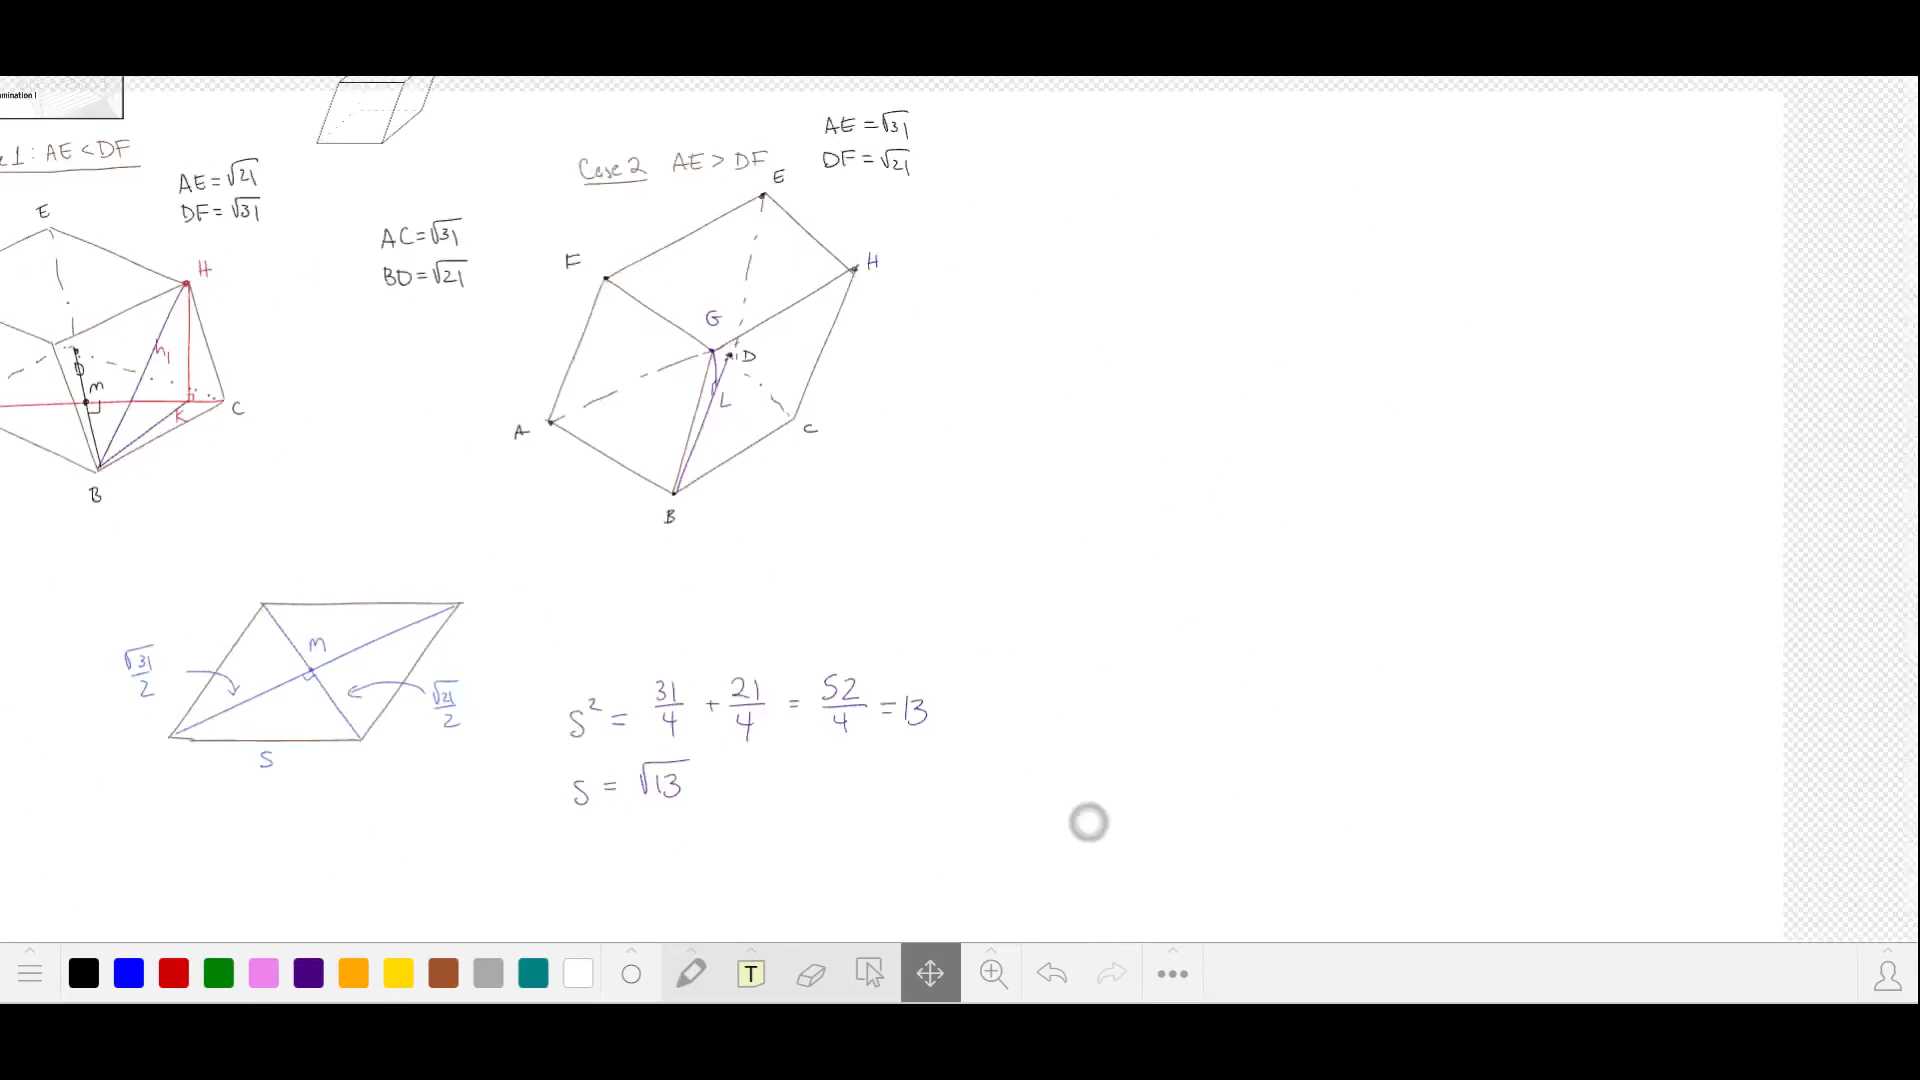 mination I
e 1: AE < DF
AE = √21
DF = √31
E
H
h₁
D
M
K
C
B
AC = √31
BD = √21
Case 2 AE > DF
AE = √31
DF = √21
E
F
H
G
D
L
A
C
B
√31/2
M
√21/2
S
S² = 31/4 + 21/4 = 52/4 = 13
S = √13
T